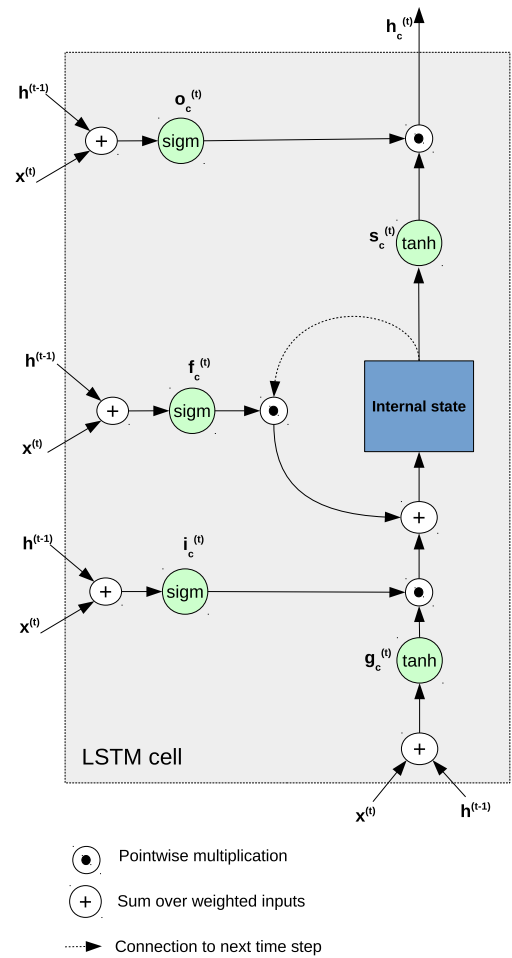 h_c^(t)
h^(t-1)
o_c^(t)
+
sigm
x^(t)
s_c^(t)
tanh
h^(t-1)
f_c^(t)
+
sigm
Internal state
x^(t)
+
h^(t-1)
i_c^(t)
+
sigm
x^(t)
g_c^(t)
tanh
+
LSTM cell
x^(t)
h^(t-1)
Pointwise multiplication
+
Sum over weighted inputs
Connection to next time step